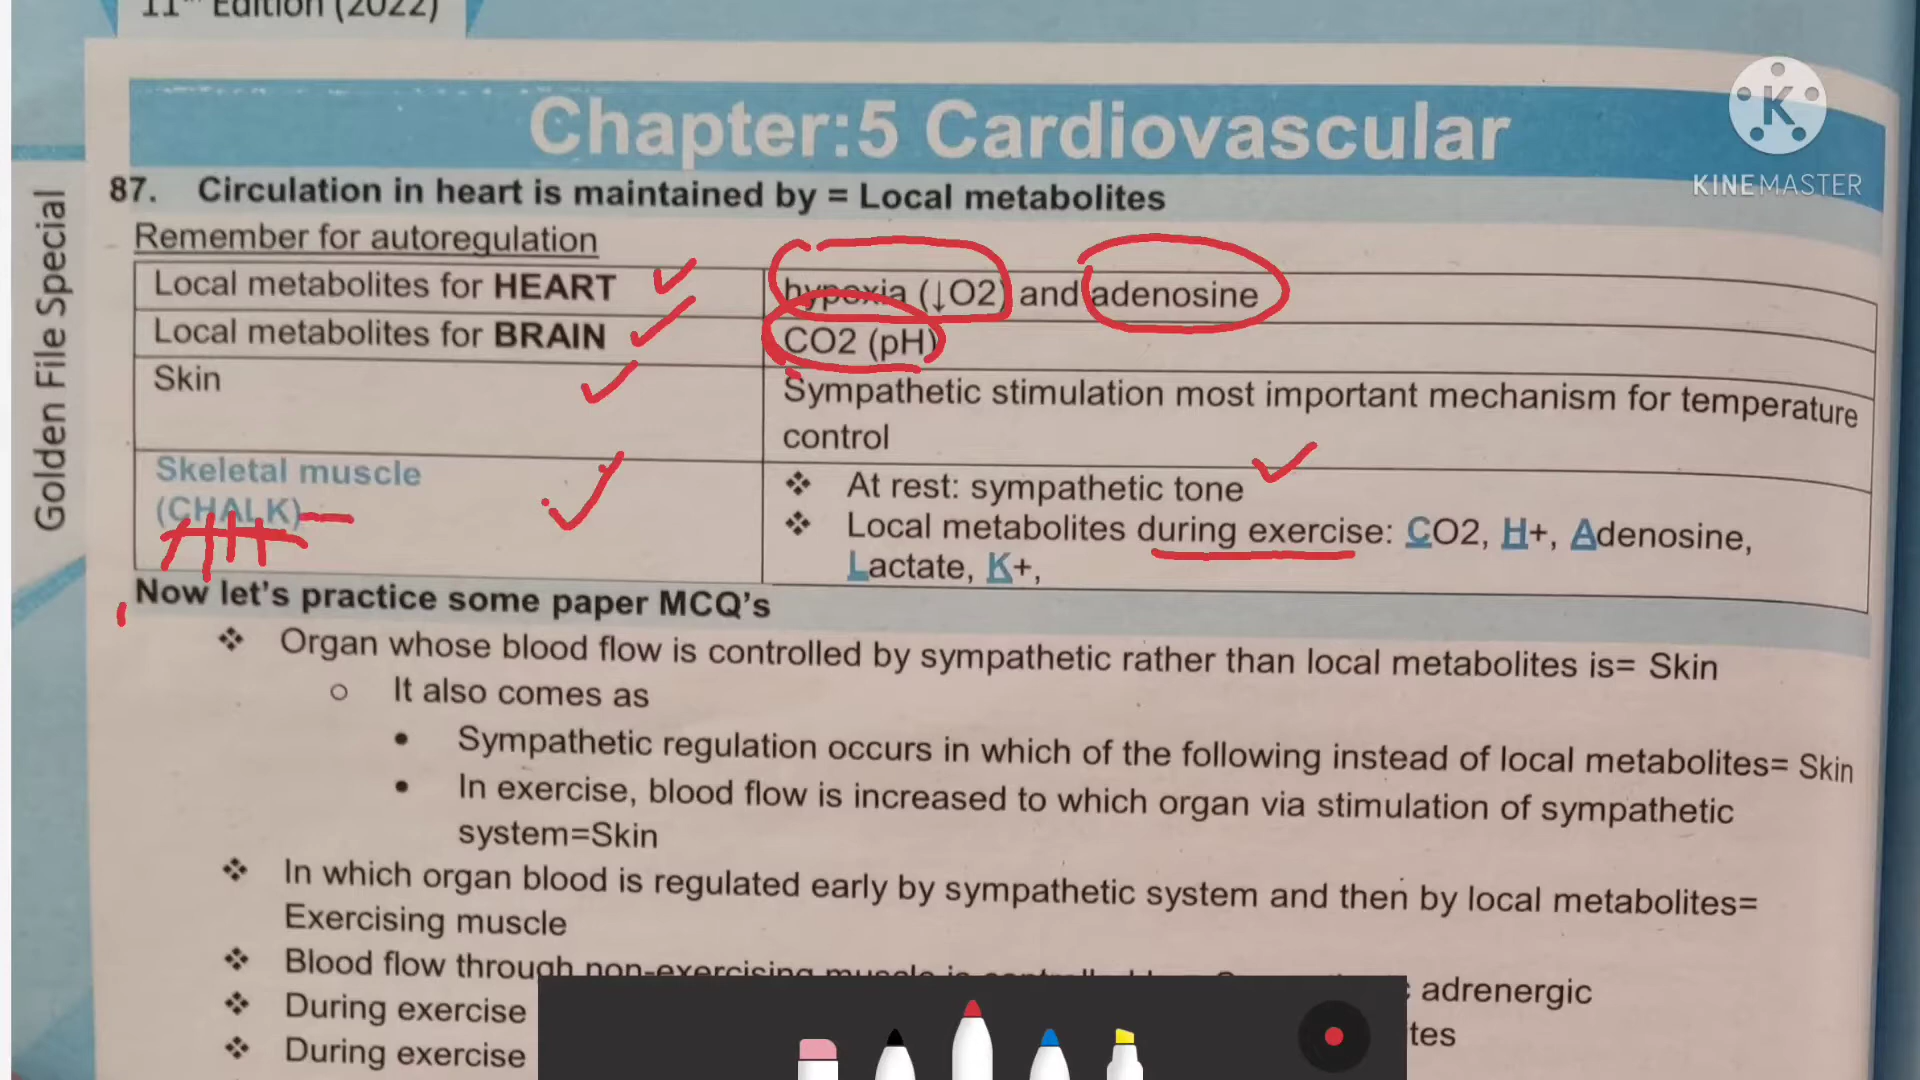 11th Edition (2022)
Chapter:5 Cardiovascular
K
KINEMASTER
Golden File Special
87. Circulation in heart is maintained by = Local metabolites
Remember for autoregulation
Local metabolites for HEART hypoxia (↓O2) and adenosine
Local metabolites for BRAIN CO2 (pH)
Skin Sympathetic stimulation most important mechanism for temperature
control
Skeletal muscle
(CHALK)
❖ At rest: sympathetic tone
❖ Local metabolites during exercise: CO2, H+, Adenosine,
Lactate, K+,
Now let's practice some paper MCQ's
❖ Organ whose blood flow is controlled by sympathetic rather than local metabolites is= Skin
o It also comes as
• Sympathetic regulation occurs in which of the following instead of local metabolites= Skin
• In exercise, blood flow is increased to which organ via stimulation of sympathetic
system=Skin
❖ In which organ blood is regulated early by sympathetic system and then by local metabolites=
Exercising muscle
❖ Blood flow through non-exercising muscle is adrenergic
❖ During exercise
❖ During exercise